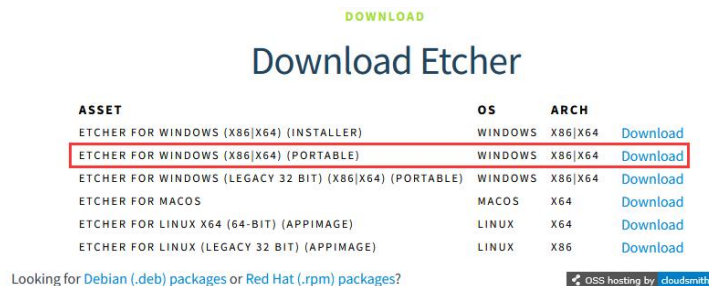 DOWNLOAD
Download Etcher
ASSET OS ARCH
ETCHER FOR WINDOWS (X86|X64) (INSTALLER) WINDOWS X86|X64 Download
ETCHER FOR WINDOWS (X86|X64) (PORTABLE) WINDOWS X86|X64 Download
ETCHER FOR WINDOWS (LEGACY 32 BIT) (X86|X64) (PORTABLE) WINDOWS X86|X64 Download
ETCHER FOR MACOS MACOS X64 Download
ETCHER FOR LINUX X64 (64-BIT) (APPIMAGE) LINUX X64 Download
ETCHER FOR LINUX (LEGACY 32 BIT) (APPIMAGE) LINUX X86 Download
Looking for Debian (.deb) packages or Red Hat (.rpm) packages? OSS hosting by cloudsmith